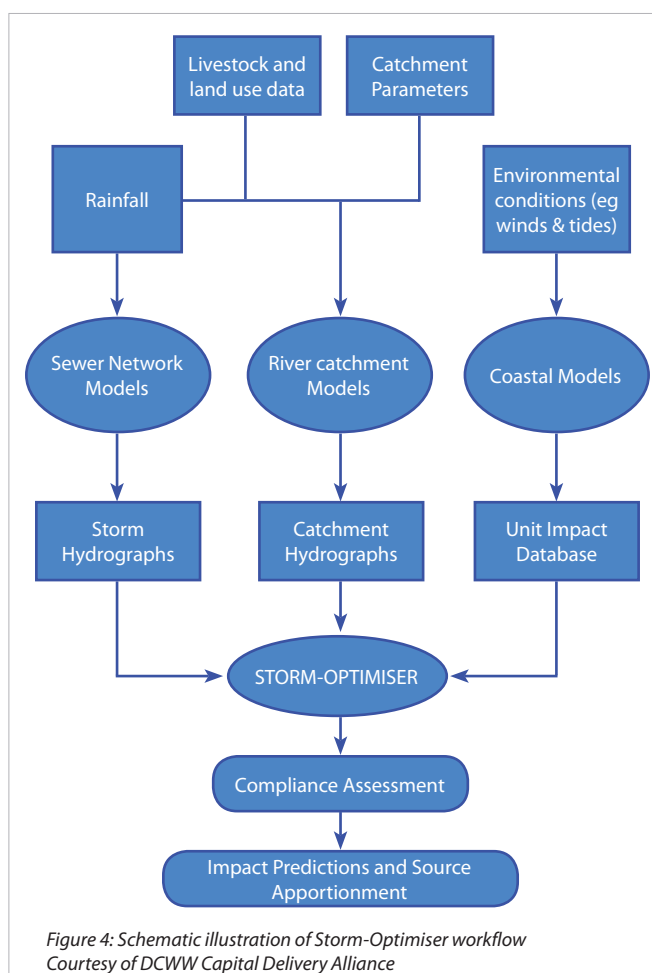 Livestock and
land use data
Catchment
Parameters
Rainfall
Environmental
conditions (eg
winds & tides)
Sewer Network
Models
River catchment
Models
Coastal Models
Storm
Hydrographs
Catchment
Hydrographs
Unit Impact
Database
STORM-OPTIMISER
Compliance Assessment
Impact Predictions and Source
Apportionment
Figure 4: Schematic illustration of Storm-Optimiser workflow
Courtesy of DCWW Capital Delivery Alliance